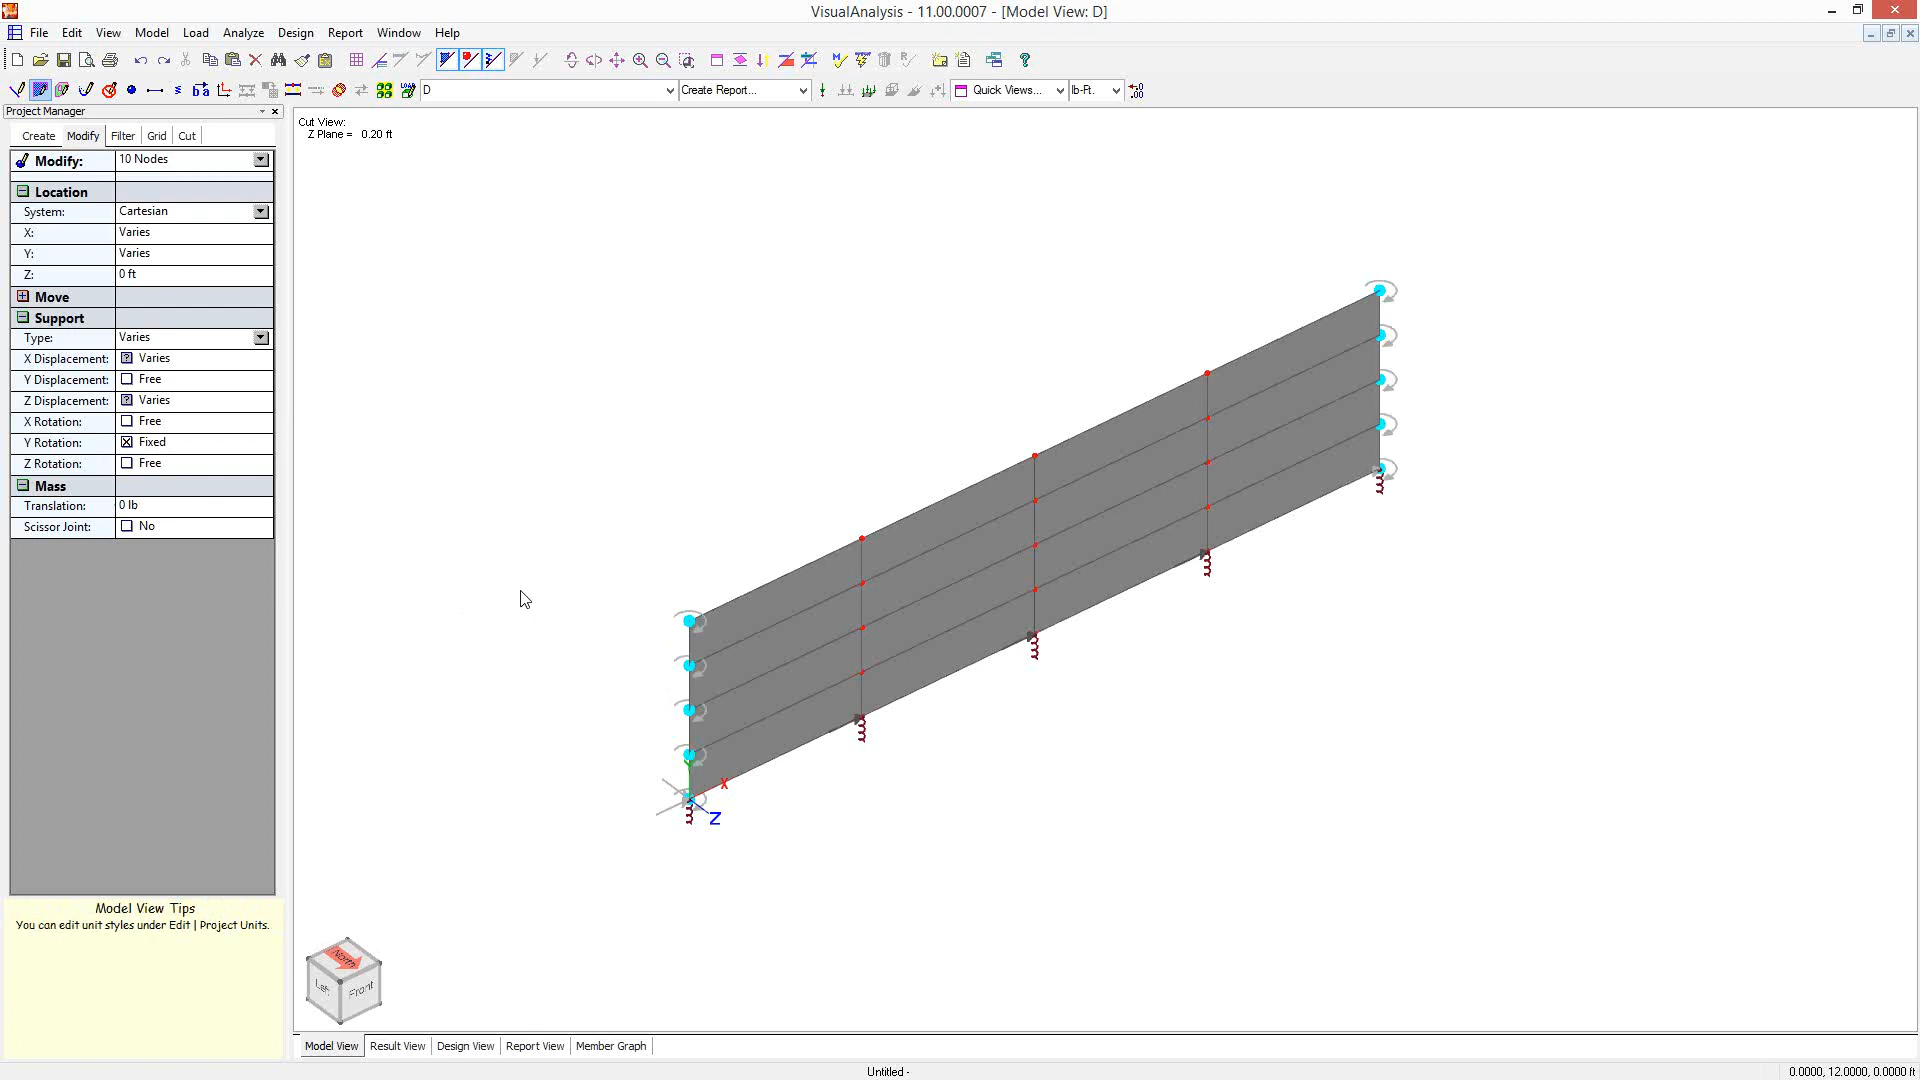 VisualAnalysis - 11.00.0007 - [Model View: D]
File Edit View Model Load Analyze Design Report Window Help
D Create Report... Quick Views... lb-Ft.
Project Manager
Create Modify Filter Grid Cut
Modify: 10 Nodes
Location
System: Cartesian
X: Varies
Y: Varies
Z: 0 ft
Move
Support
Type: Varies
X Displacement: Varies
Y Displacement: Free
Z Displacement: Varies
X Rotation: Free
Y Rotation: Fixed
Z Rotation: Free
Mass
Translation: 0 lb
Scissor Joint: No
Model View Tips
You can edit unit styles under Edit | Project Units.
Cut View:
Z Plane = 0.20 ft
X
Z
North
Left Front
Model View Result View Design View Report View Member Graph
Untitled -
0.0000, 12.0000, 0.0000 ft